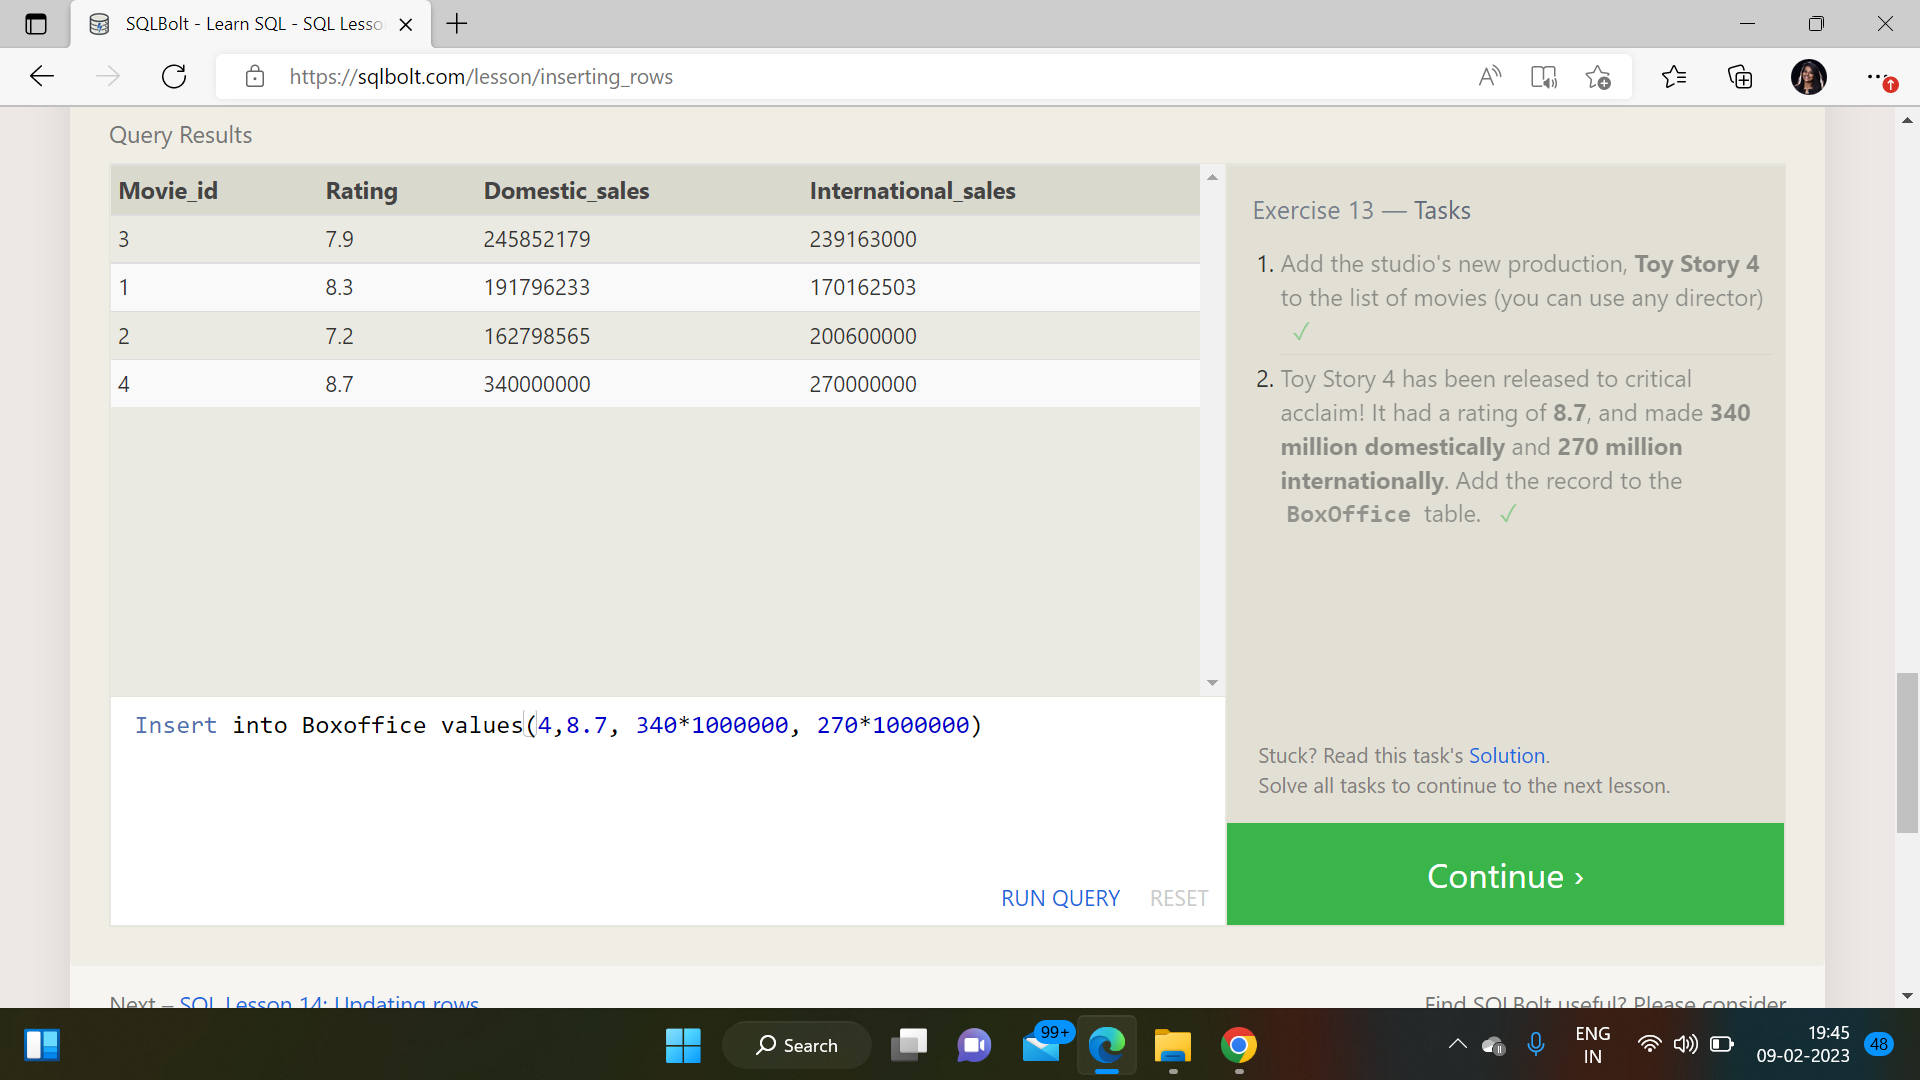 SQLBolt - Learn SQL - SQL Lesso
https://sqlbolt.com/lesson/inserting_rows
Query Results
Movie_id Rating Domestic_sales International_sales
3 7.9 245852179 239163000
1 8.3 191796233 170162503
2 7.2 162798565 200600000
4 8.7 340000000 270000000
Insert into Boxoffice values(4,8.7, 340*1000000, 270*1000000)
RUN QUERY RESET
Exercise 13 — Tasks
1. Add the studio's new production, Toy Story 4
to the list of movies (you can use any director)
✓
2. Toy Story 4 has been released to critical
acclaim! It had a rating of 8.7, and made 340
million domestically and 270 million
internationally. Add the record to the
BoxOffice table. ✓
Stuck? Read this task's Solution.
Solve all tasks to continue to the next lesson.
Continue ›
Next – SQL Lesson 14: Updating rows
Find SQLBolt useful? Please consider
Search
99+
ENG
IN
19:45
09-02-2023
48